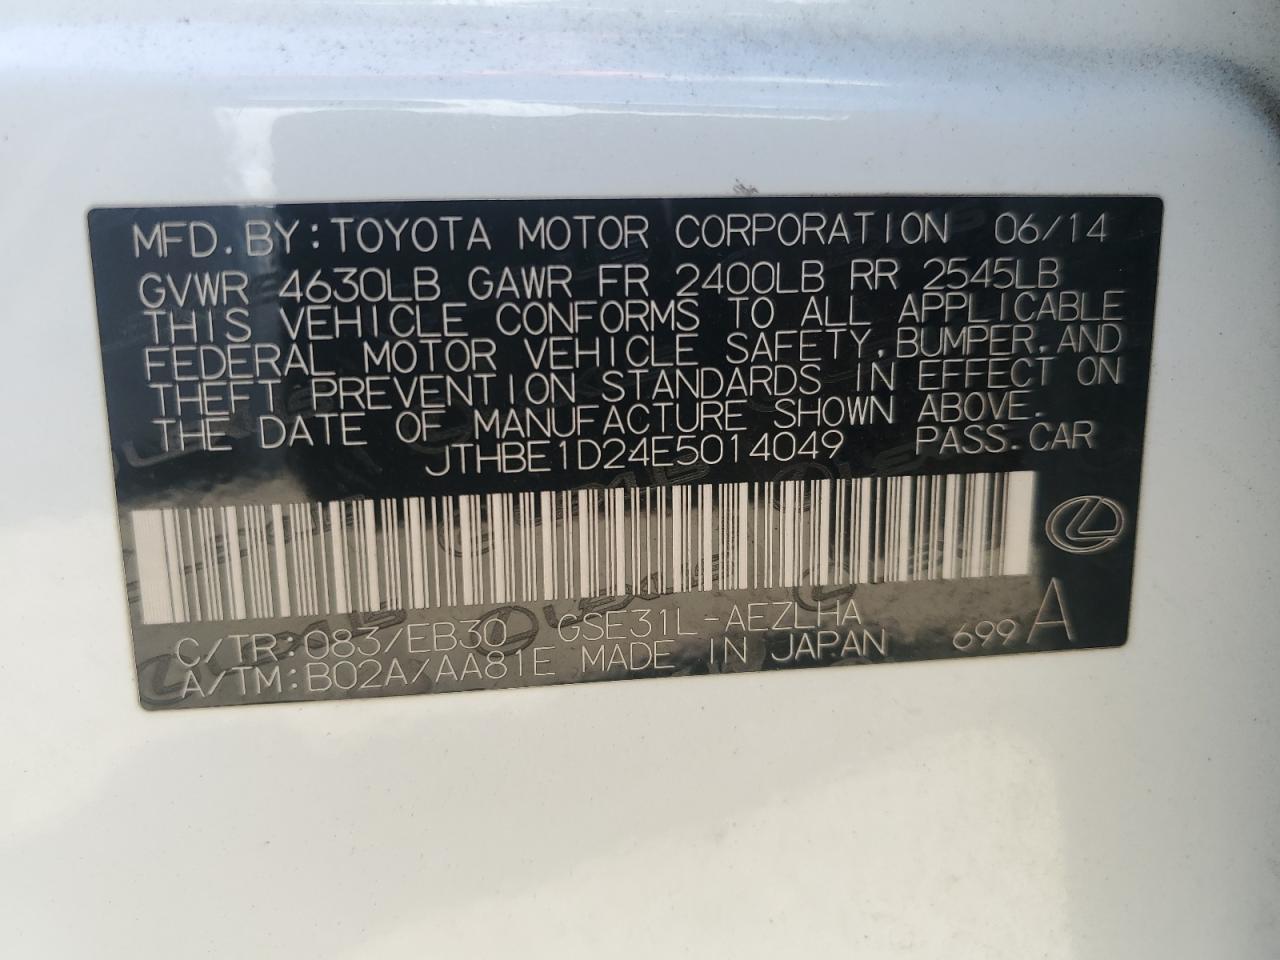 MFD. BY: TOYOTA MOTOR CORPORATION 06/14
GVWR 4630LB GAWR FR 2400LB RR 2545LB
THIS VEHICLE CONFORMS TO ALL APPLICABLE
FEDERAL MOTOR VEHICLE SAFETY, BUMPER, AND
THEFT PREVENTION STANDARDS IN EFFECT ON
THE DATE OF MANUFACTURE SHOWN ABOVE.
JTHBE1D24E5014049 PASS. CAR
C/TR: 083/EB30 GSE31L-AEZLHA
A/TM: B02A/AA81E MADE IN JAPAN 699 A